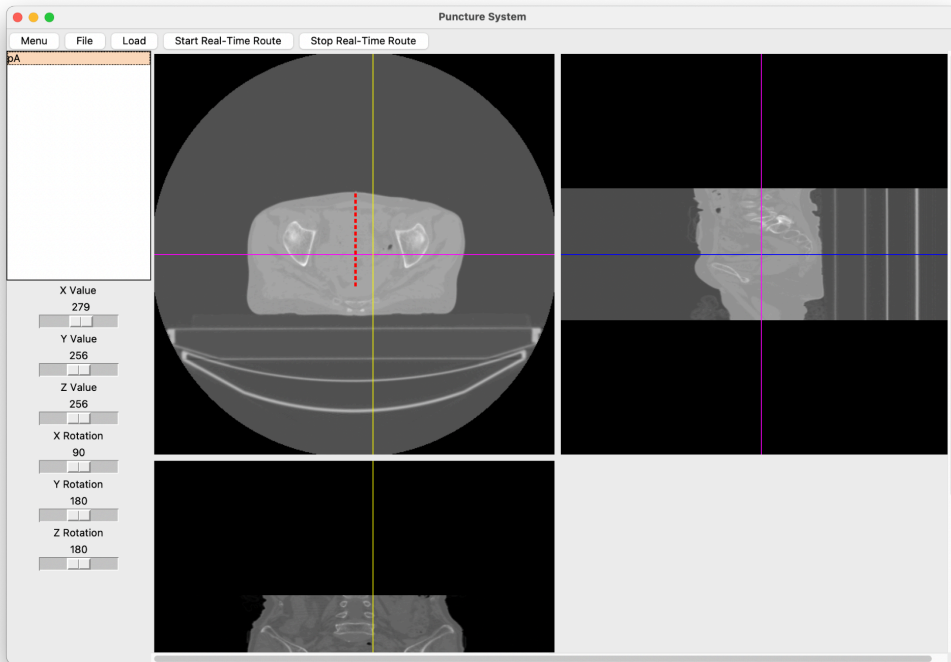 Puncture System
Menu File Load Start Real-Time Route Stop Real-Time Route
pA
X Value
279
Y Value
256
Z Value
256
X Rotation
90
Y Rotation
180
Z Rotation
180